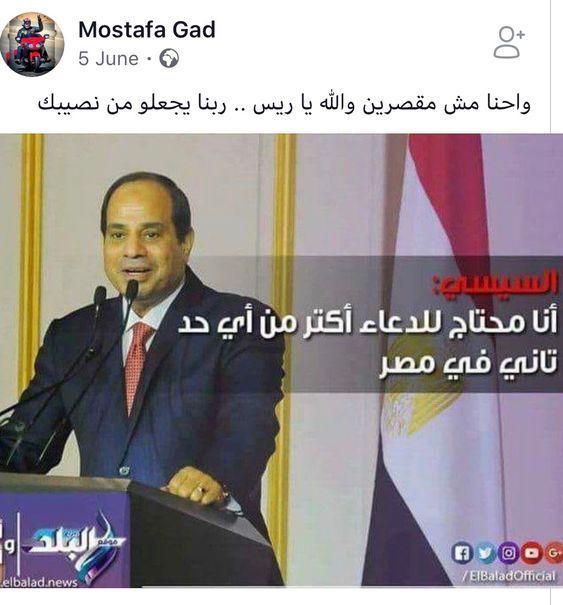 Mostafa Gad
5 June ·
واحنا مش مقصرين والله يا ريس .. ربنا يجعلو من نصيبك
السيسي:
أنا محتاج للدعاء أكتر من أي حد
تاني في مصر
موقع
البلد
elbalad.news
/ElBaladOfficial